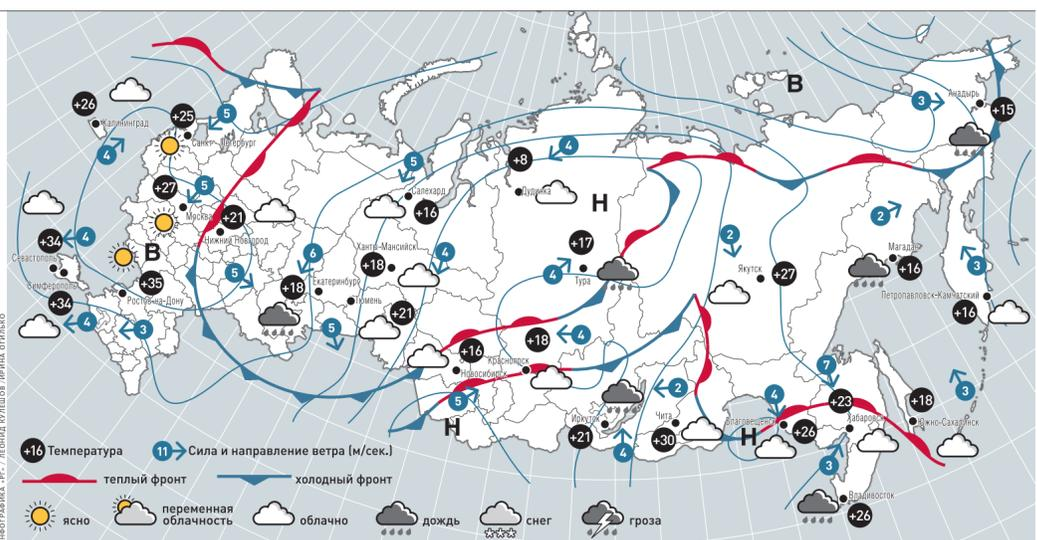 В
Анадырь
3
+15
+26
Калининград
+25
5
Санкт-Петербург
4
+8
4
Дудинка
5
Салехард
+16
+27
5
Москва
+21
Нижний Новгород
Н
2
Магадан
+16
+34
4
Севастополь
В
Симферополь
+34
4
+35
Ростов-на-Дону
3
5
6
+18
Екатеринбург
Ханты-Мансийск
+18
4
Тюмень
+21
5
+17
4
Тура
2
Якутск
+27
3
Петропавловск-Камчатский
+16
+16
Новосибирск
+18
4
Красноярск
5
Н
Иркутск
+21
4
2
Чита
+30
7
4
Благовещенск
Н
+26
+23
Хабаровск
+18
Южно-Сахалинск
3
3
Владивосток
+26
+16 Температура
11 Сила и направление ветра (м/сек.)
теплый фронт
холодный фронт
ясно
переменная
облачность
облачно
дождь
снег
гроза
ИНФОГРАФИКА «РГ» / ЛЕОНИД КУЛЕШОВ / ИРИНА ОГИЛЬКО